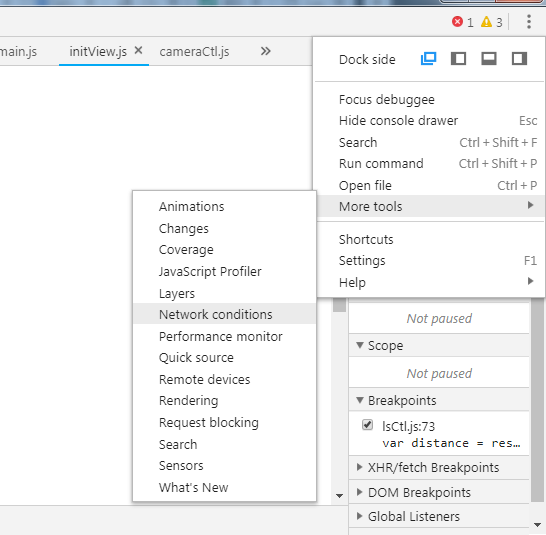 1 3
main.js initView.js cameraCtl.js
Dock side
Focus debuggee
Hide console drawer Esc
Search Ctrl + Shift + F
Run command Ctrl + Shift + P
Open file Ctrl + P
More tools
Shortcuts
Settings F1
Help
Animations
Changes
Coverage
JavaScript Profiler
Layers
Network conditions
Performance monitor
Quick source
Remote devices
Rendering
Request blocking
Search
Sensors
What's New
Not paused
Scope
Not paused
Breakpoints
lsCtl.js:73
var distance = res…
XHR/fetch Breakpoints
DOM Breakpoints
Global Listeners